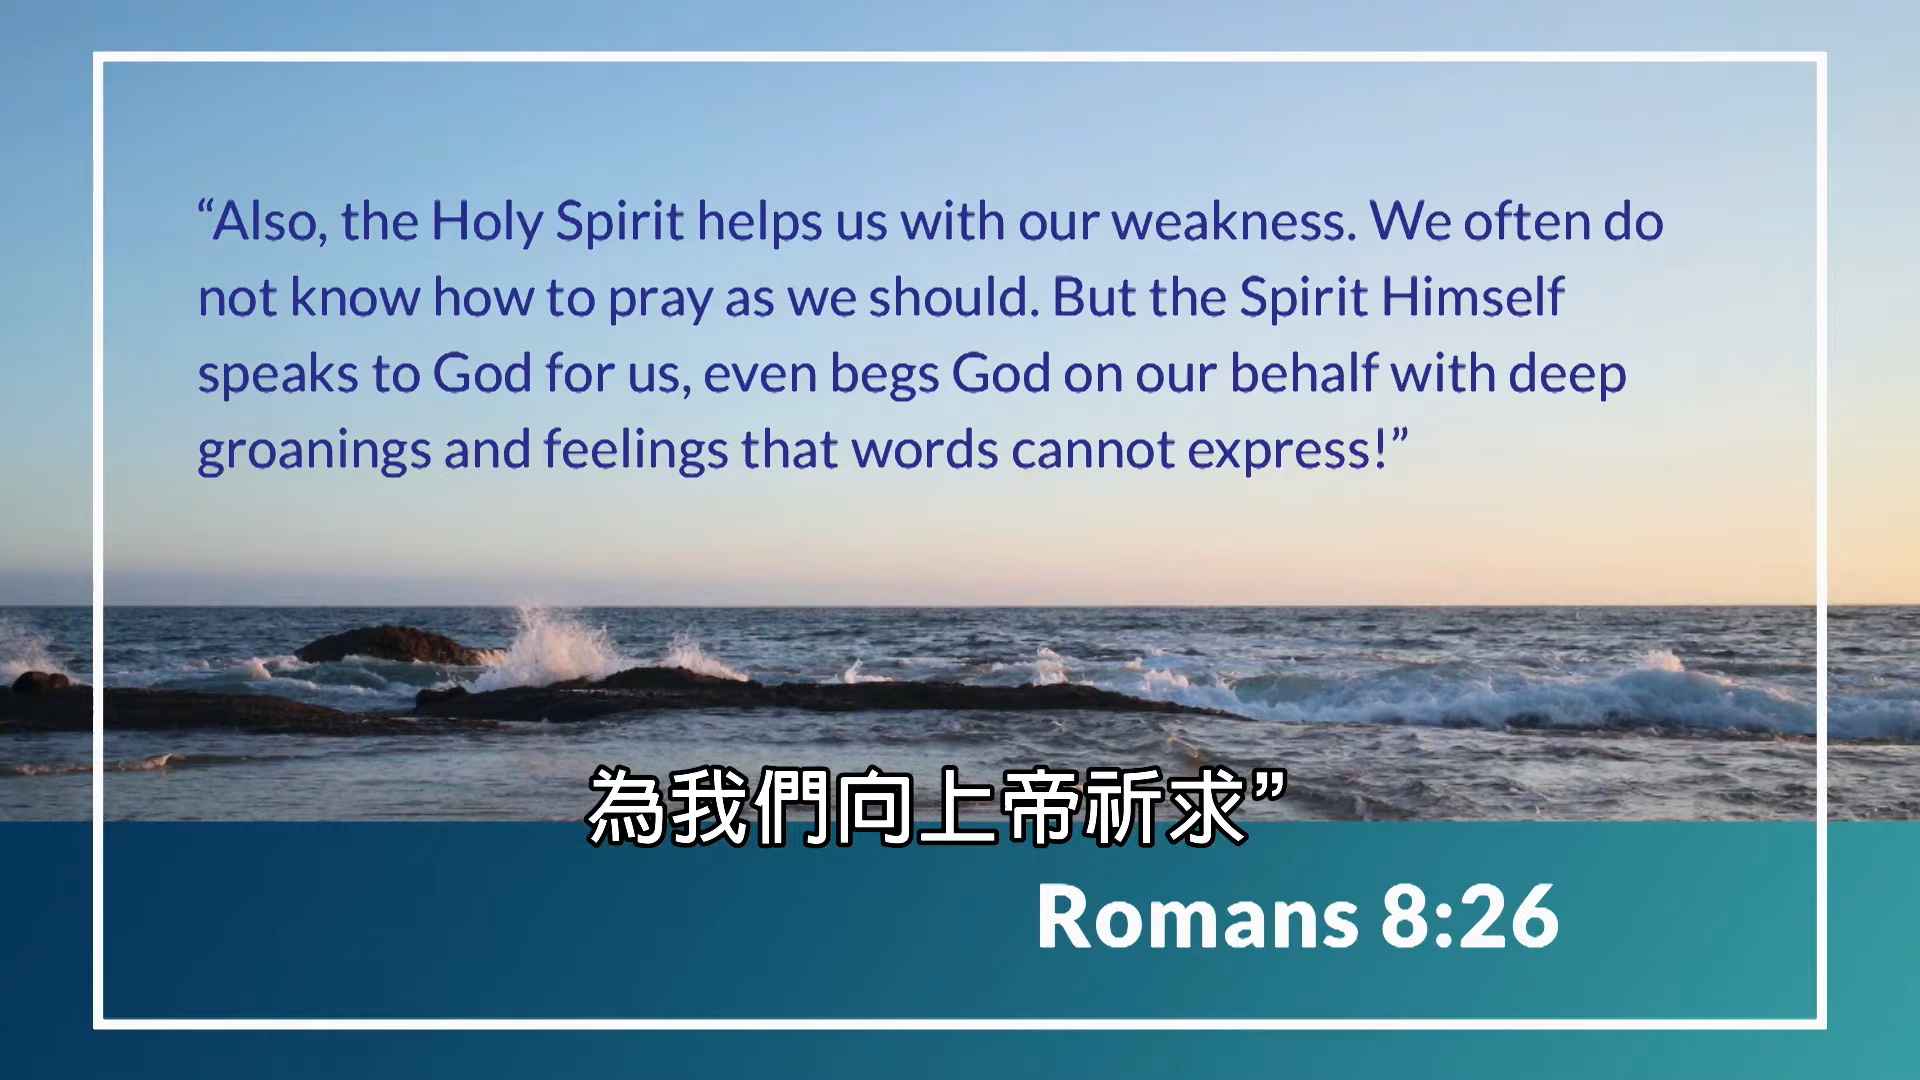 “Also, the Holy Spirit helps us with our weakness. We often do
not know how to pray as we should. But the Spirit Himself
speaks to God for us, even begs God on our behalf with deep
groanings and feelings that words cannot express!”
為我們向上帝祈求”
Romans 8:26